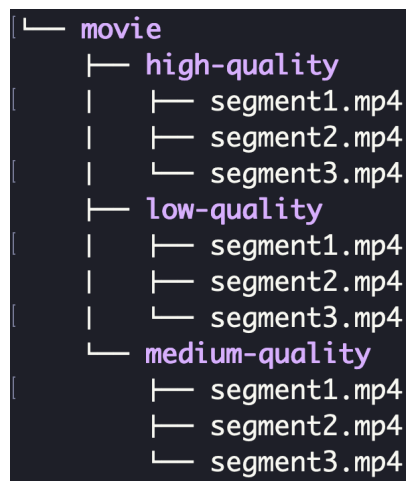 └── movie
    ├── high-quality
    │   ├── segment1.mp4
    │   ├── segment2.mp4
    │   └── segment3.mp4
    ├── low-quality
    │   ├── segment1.mp4
    │   ├── segment2.mp4
    │   └── segment3.mp4
    └── medium-quality
        ├── segment1.mp4
        ├── segment2.mp4
        └── segment3.mp4